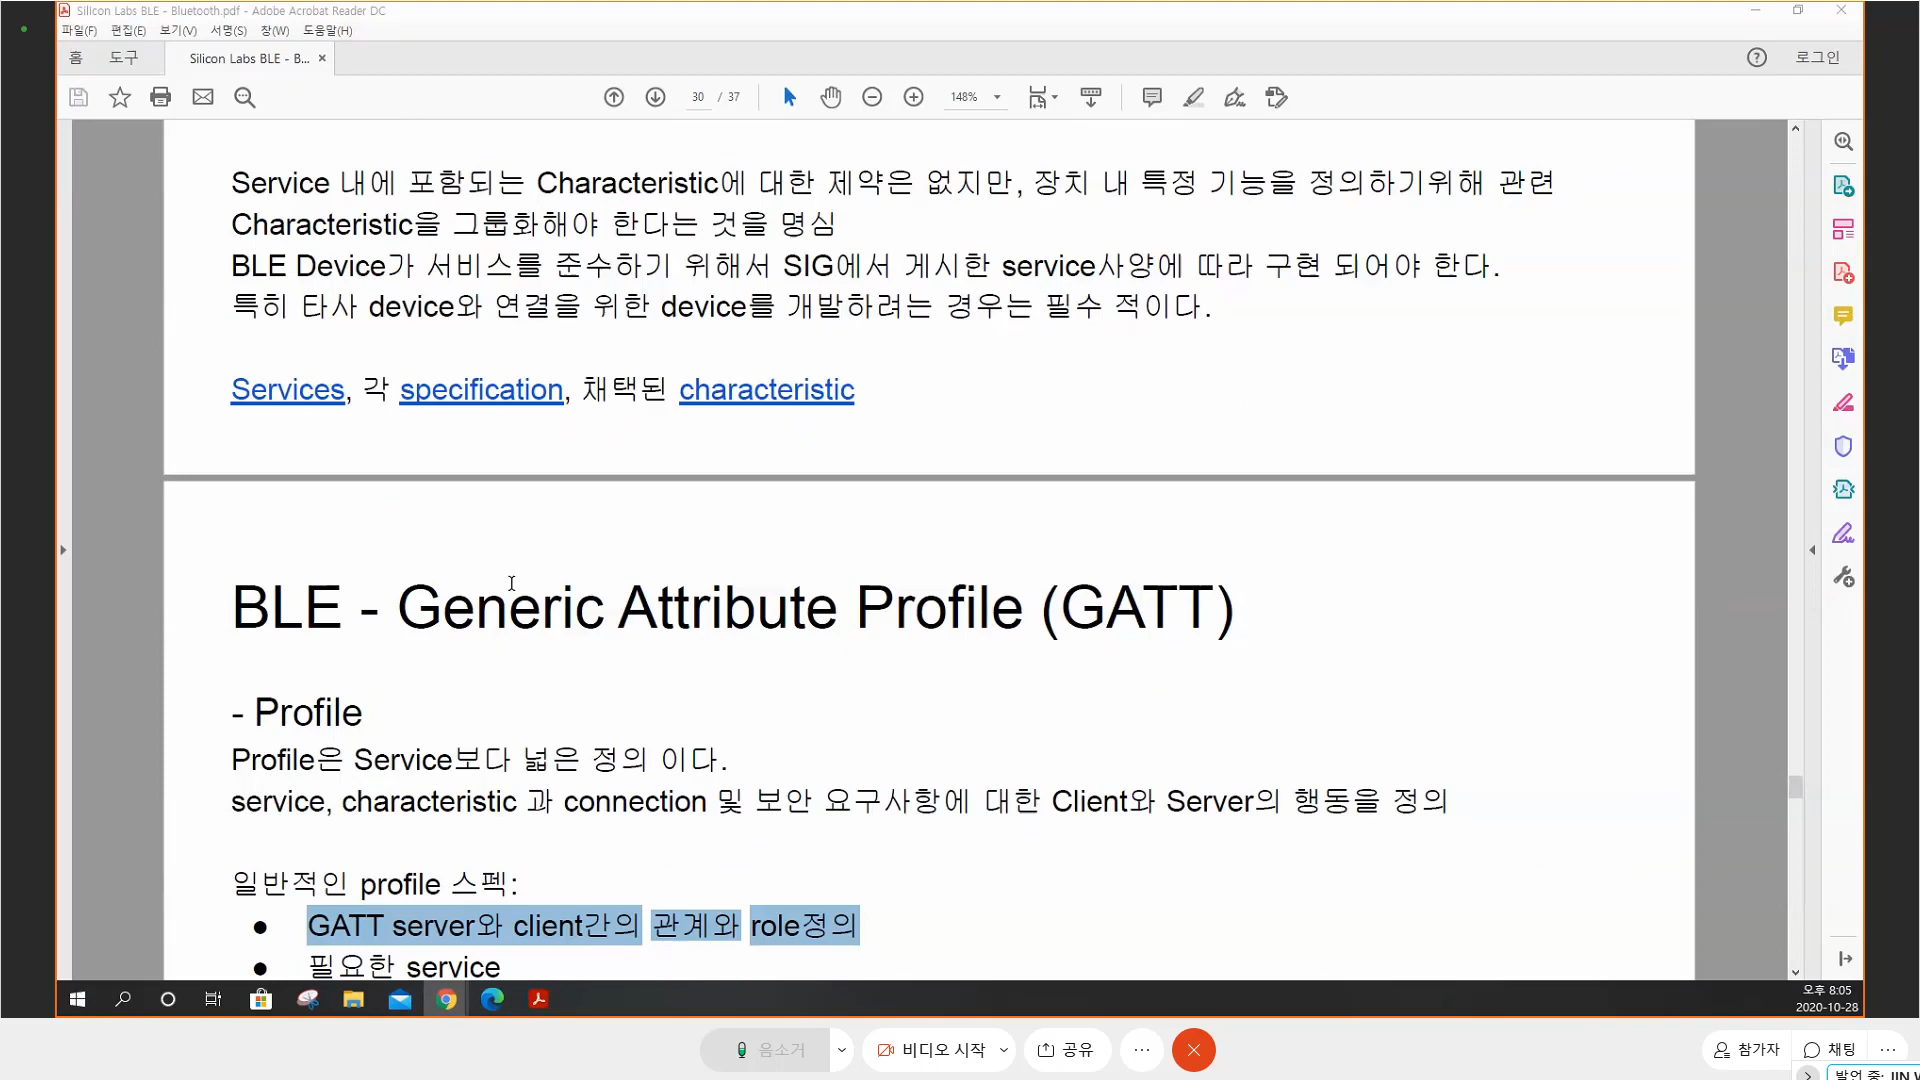 Silicon Labs BLE - Bluetooth.pdf - Adobe Acrobat Reader DC
파일(F) 편집(E) 보기(V) 서명(S) 창(W) 도움말(H)
홈 도구 Silicon Labs BLE - B... × 로그인
30 / 37 148%
Service 내에 포함되는 Characteristic에 대한 제약은 없지만, 장치 내 특정 기능을 정의하기위해 관련
Characteristic을 그룹화해야 한다는 것을 명심
BLE Device가 서비스를 준수하기 위해서 SIG에서 게시한 service사양에 따라 구현 되어야 한다.
특히 타사 device와 연결을 위한 device를 개발하려는 경우는 필수 적이다.
Services, 각 specification, 채택된 characteristic
BLE - Generic Attribute Profile (GATT)
- Profile
Profile은 Service보다 넓은 정의 이다.
service, characteristic 과 connection 및 보안 요구사항에 대한 Client와 Server의 행동을 정의
일반적인 profile 스펙:
● GATT server와 client간의 관계와 role정의
● 필요한 service
오후 8:05
2020-10-28
음소거 비디오 시작 공유 ... 참가자 채팅 ...
발언 중: JIN